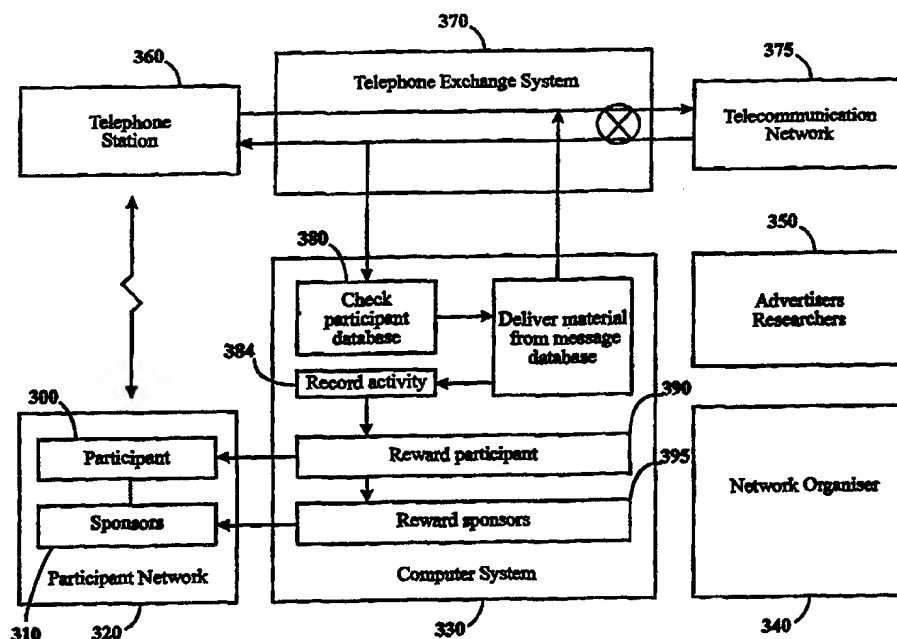 370
360
375
Telephone Exchange System
Telephone
Station
Telecommunication
Network
380
350
Check
participant
database
Deliver material
from message
database
Advertisers
Researchers
384
Record activity
300
390
Participant
Reward participant
395
Network Organiser
Sponsors
Reward sponsors
Participant Network
Computer System
310
320
330
340